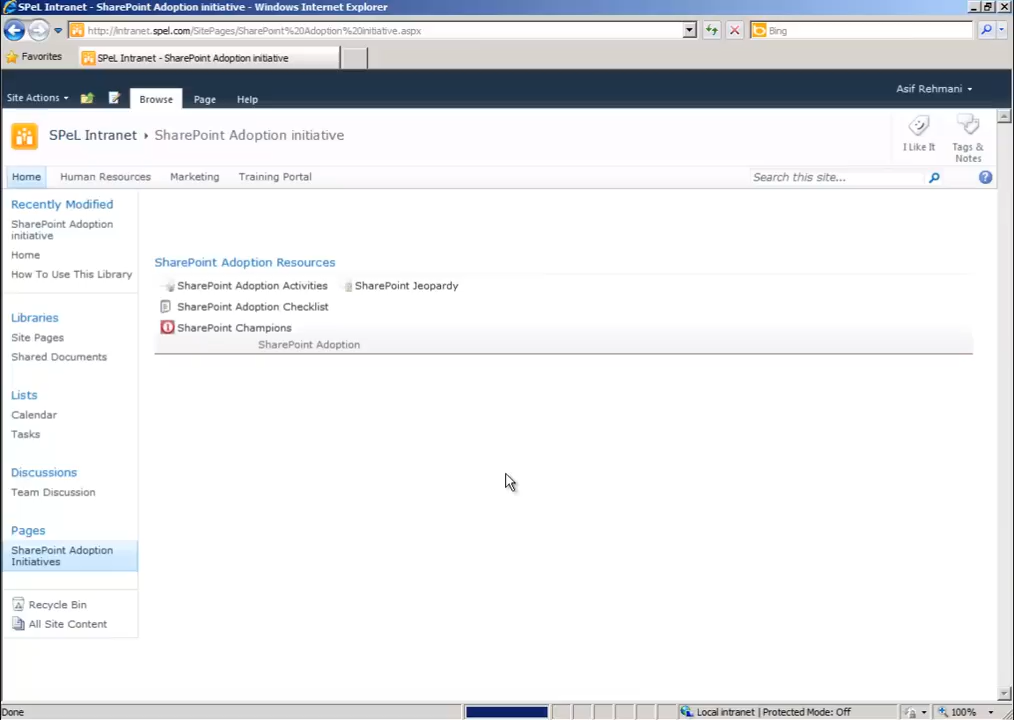 SPeL Intranet - SharePoint Adoption initiative - Windows Internet Explorer
http://intranet.spel.com/SitePages/SharePoint%20Adoption%20initiative.aspx
Bing
Favorites
SPeL Intranet - SharePoint Adoption initiative
Site Actions
Browse
Page
Help
Asif Rehmani
SPeL Intranet
SharePoint Adoption initiative
I Like It
Tags &
Notes
Home
Human Resources
Marketing
Training Portal
Search this site...
Recently Modified
SharePoint Adoption
initiative
Home
How To Use This Library
Libraries
Site Pages
Shared Documents
Lists
Calendar
Tasks
Discussions
Team Discussion
Pages
SharePoint Adoption
Initiatives
Recycle Bin
All Site Content
SharePoint Adoption Resources
SharePoint Adoption Activities
SharePoint Jeopardy
SharePoint Adoption Checklist
SharePoint Champions
SharePoint Adoption
Done
Local intranet | Protected Mode: Off
100%